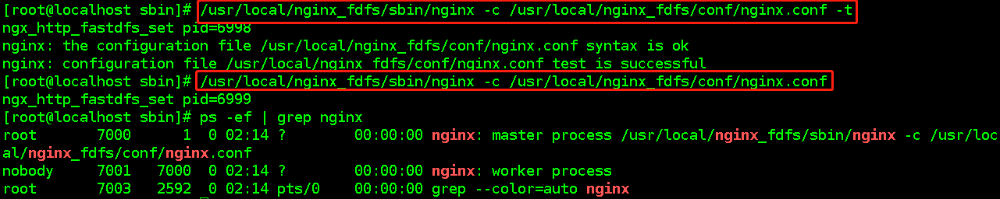 [root@localhost sbin]# /usr/local/nginx_fdfs/sbin/nginx -c /usr/local/nginx_fdfs/conf/nginx.conf -t
ngx_http_fastdfs_set pid=6998
nginx: the configuration file /usr/local/nginx_fdfs/conf/nginx.conf syntax is ok
nginx: configuration file /usr/local/nginx_fdfs/conf/nginx.conf test is successful
[root@localhost sbin]# /usr/local/nginx_fdfs/sbin/nginx -c /usr/local/nginx_fdfs/conf/nginx.conf
ngx_http_fastdfs_set pid=6999
[root@localhost sbin]# ps -ef | grep nginx
root       7000      1  0 02:14 ?        00:00:00 nginx: master process /usr/local/nginx_fdfs/sbin/nginx -c /usr/loc
al/nginx_fdfs/conf/nginx.conf
nobody     7001   7000  0 02:14 ?        00:00:00 nginx: worker process
root       7003   2592  0 02:14 pts/0    00:00:00 grep --color=auto nginx